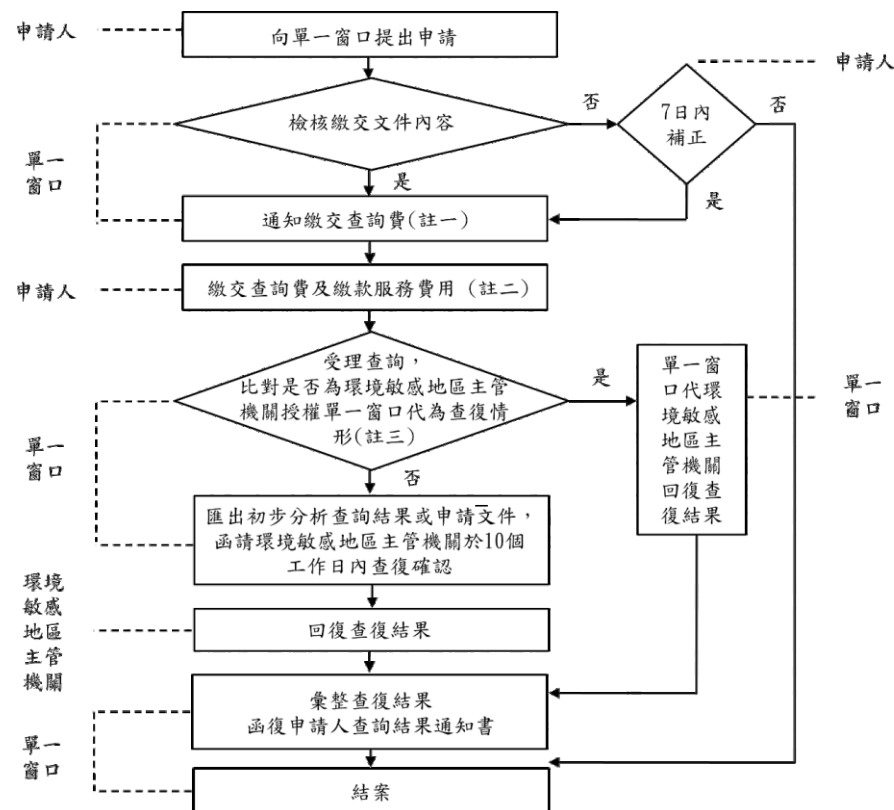 申請人
向單一窗口提出申請
申請人
檢核繳交文件內容
否
7日內
補正
否
單一
窗口
是
是
通知繳交查詢費(註一)
申請人
繳交查詢費及繳款服務費用 (註二)
受理查詢，
比對是否為環境敏感地區主管
機關授權單一窗口代為查復情
形(註三)
是
單一窗
口代環
境敏感
地區主
管機關
回復查
復結果
單一
窗口
單一
窗口
否
匯出初步分析查詢結果或申請文件，
函請環境敏感地區主管機關於10個
工作日內查復確認
環境
敏感
地區
主管
機關
回復查復結果
彙整查復結果
函復申請人查詢結果通知書
單一
窗口
結案